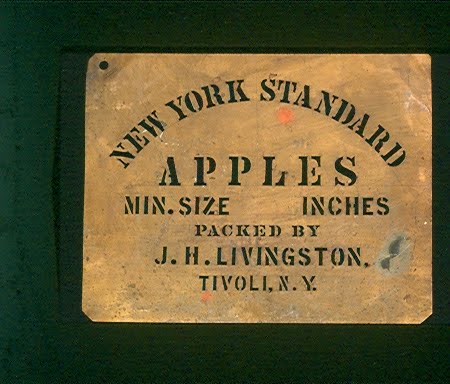 NEW YORK STANDARD
APPLES
MIN. SIZE INCHES
PACKED BY
J. H. LIVINGSTON,
TIVOLI, N. Y.